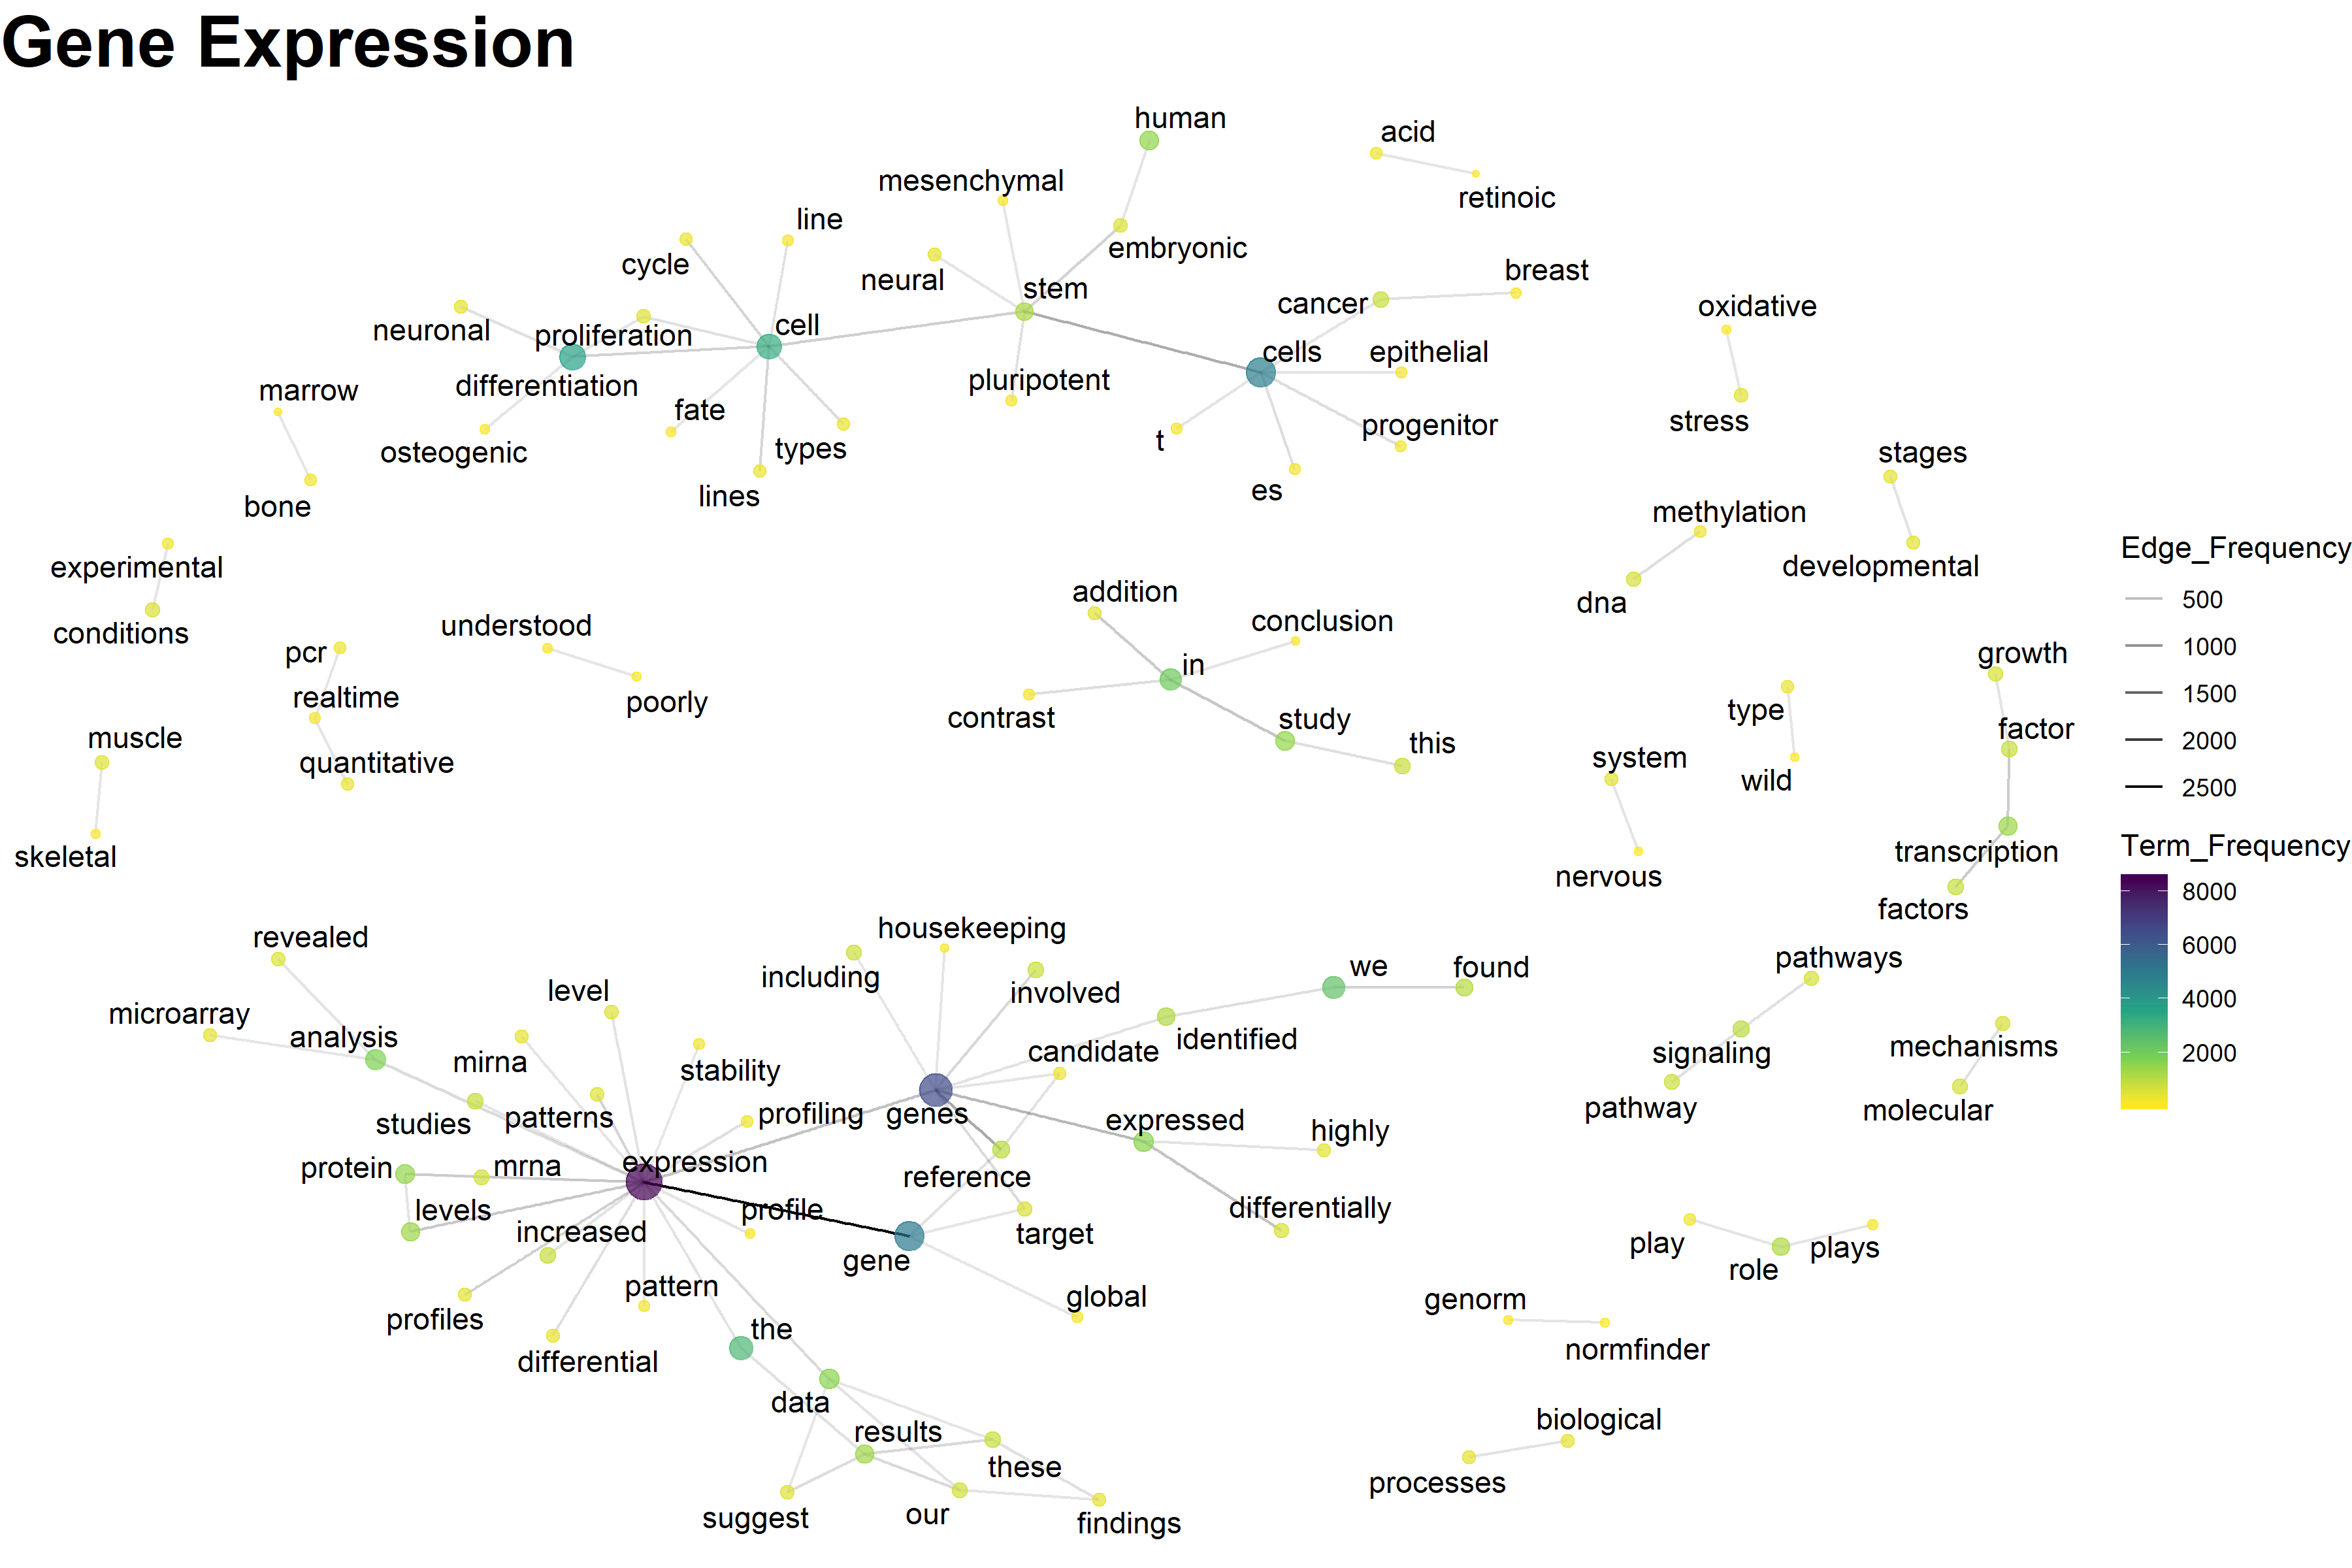 Gene Expression
human
acid
mesenchymal
retinoic
line
cycle
embryonic
neural
stem
breast
cancer
oxidative
neuronal
proliferation
cell
cells
epithelial
differentiation
pluripotent
marrow
fate
stress
progenitor
osteogenic
types
t
stages
lines
es
bone
methylation
experimental
developmental
Edge_Frequency
addition
dna
500
conditions
understood
conclusion
1000
pcr
in
growth
realtime
poorly
1500
contrast
study
type
factor
muscle
this
2000
quantitative
system
wild
2500
skeletal
transcription
Term_Frequency
nervous
8000
factors
housekeeping
revealed
6000
including
we
found
pathways
level
involved
microarray
4000
analysis
identified
mirna
candidate
signaling
mechanisms
2000
stability
patterns
profiling
genes
studies
expressed
pathway
molecular
highly
protein
mrna
expression
reference
levels
profile
differentially
increased
target
play
plays
gene
role
pattern
global
genorm
profiles
the
differential
normfinder
data
results
biological
these
processes
suggest
our
findings